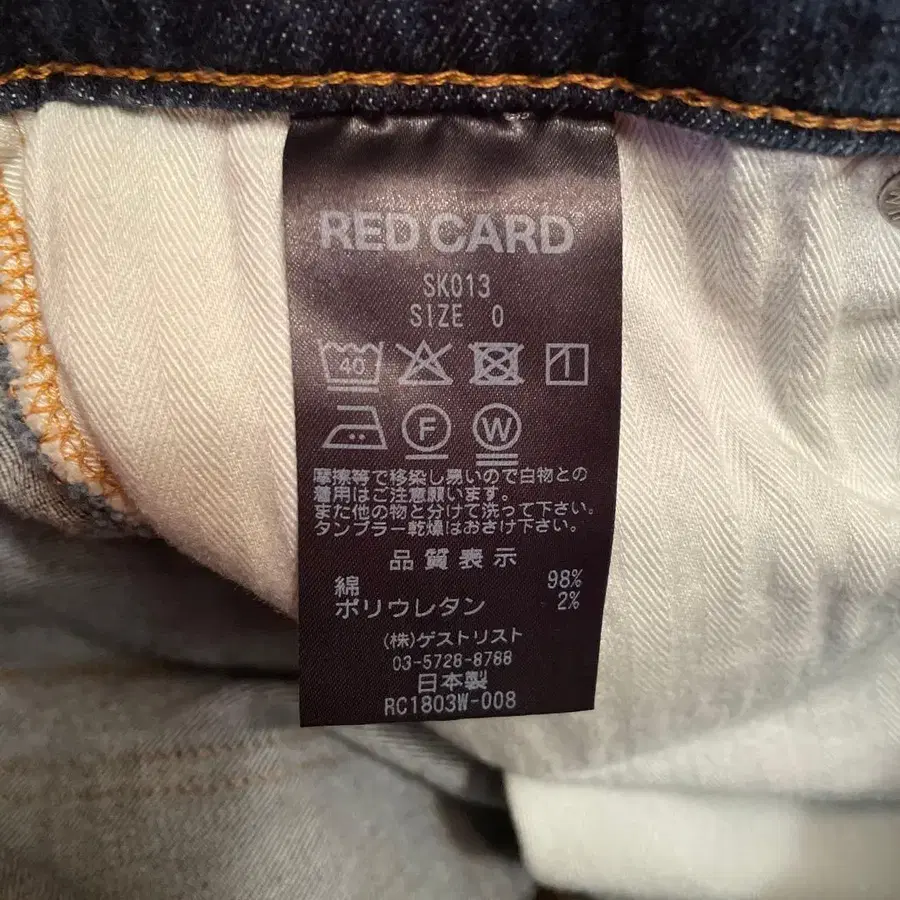 RED CARD
SK013
SIZE 0
40
F W
摩擦等で移染し易いので白物との
着用はご注意願います。
また他の物と分けて洗って下さい。
タンブラー乾燥はおさけ下さい。
品質表示
綿 98%
ポリウレタン 2%
(株)ゲストリスト
03-5728-8788
日本製
RC1803W-008